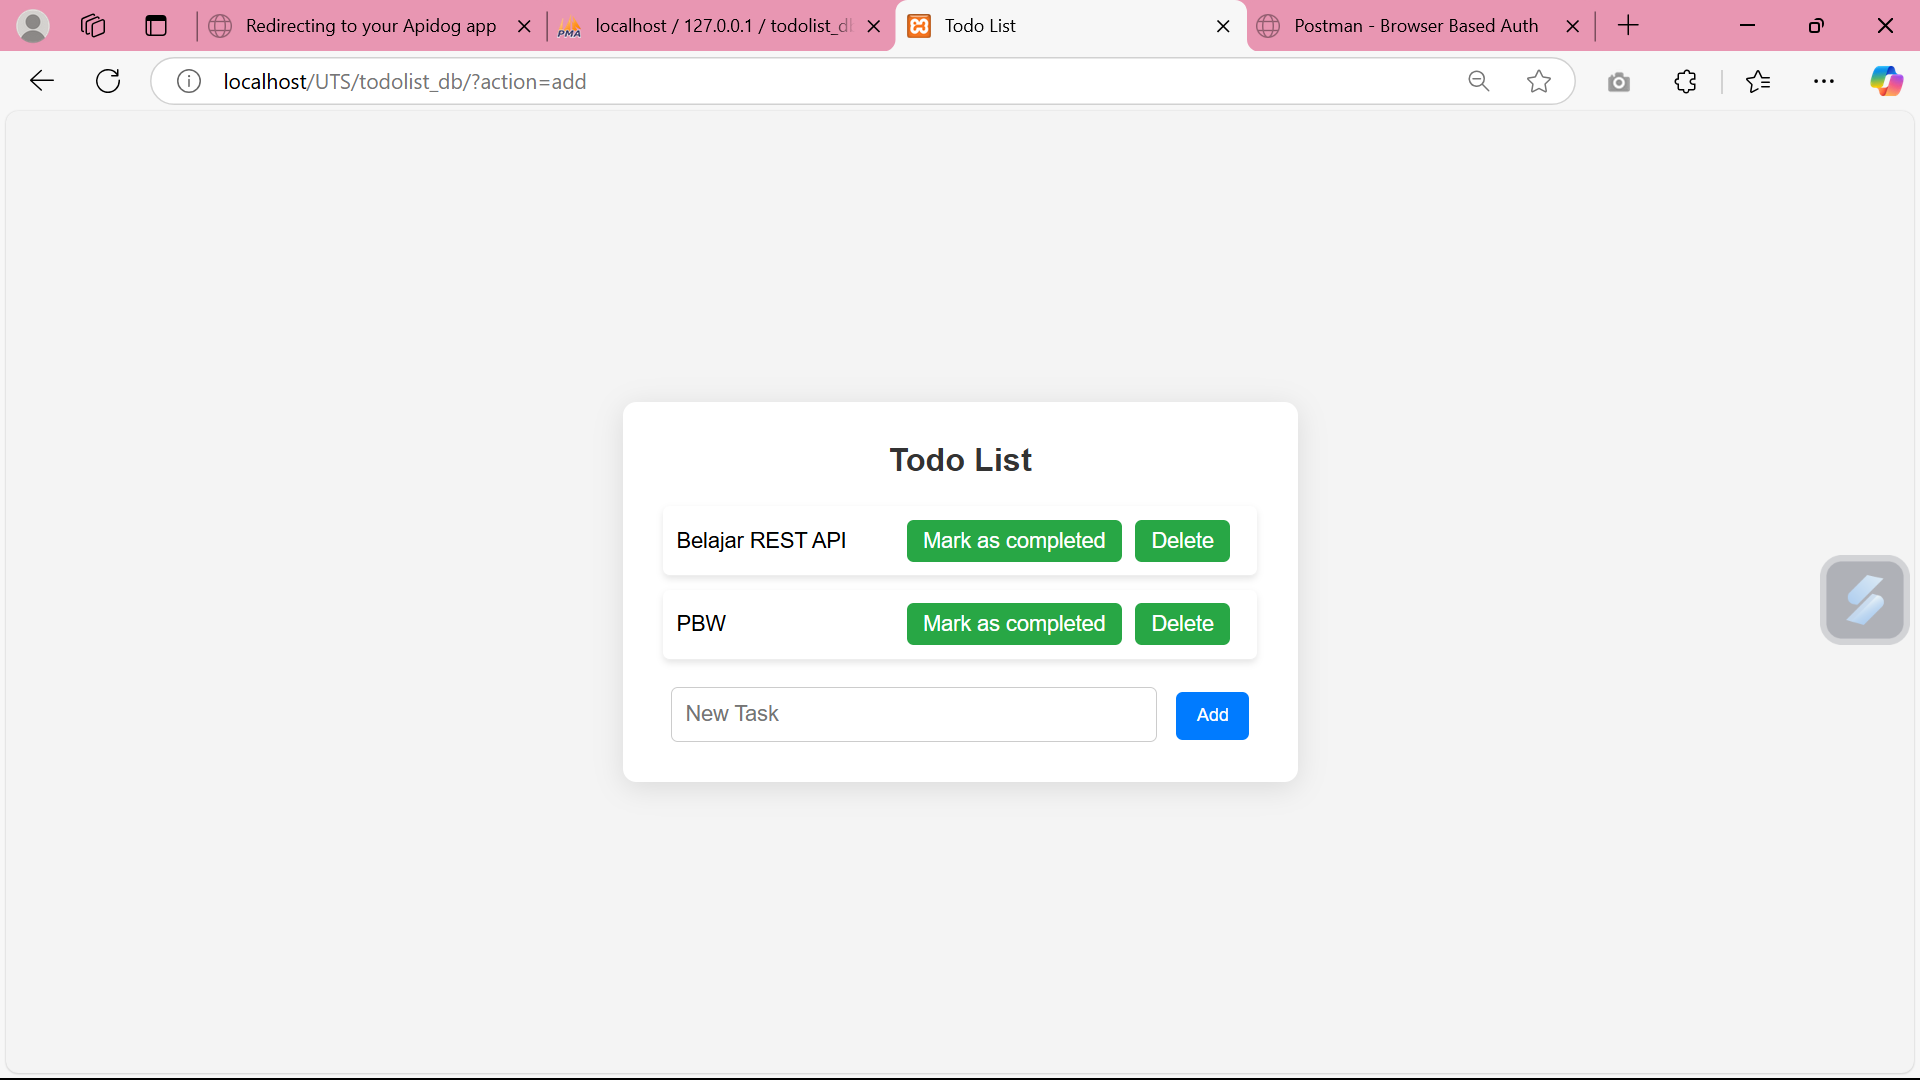 Redirecting to your Apidog app
localhost / 127.0.0.1 / todolist_d
Todo List
Postman - Browser Based Auth
localhost/UTS/todolist_db/?action=add
Todo List
Belajar REST API Mark as completed Delete
PBW Mark as completed Delete
New Task Add